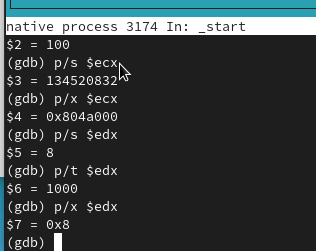 native process 3174 In: _start
$2 = 100
(gdb) p/s $ecx
$3 = 134520832
(gdb) p/x $ecx
$4 = 0x804a000
(gdb) p/s $edx
$5 = 8
(gdb) p/t $edx
$6 = 1000
(gdb) p/x $edx
$7 = 0x8
(gdb)